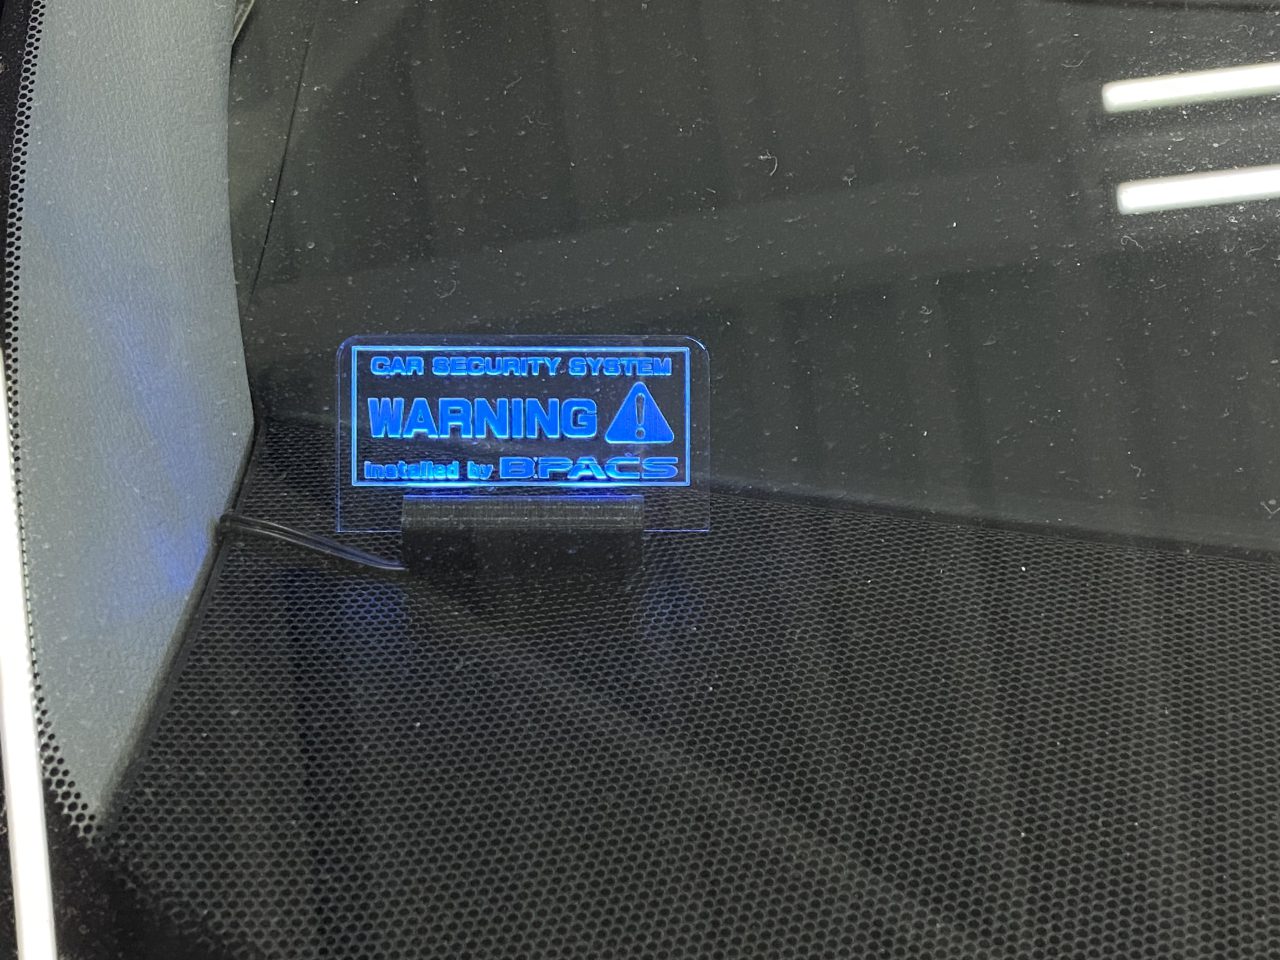 CAR SECURITY SYSTEM
WARNING
installed by B.PACS